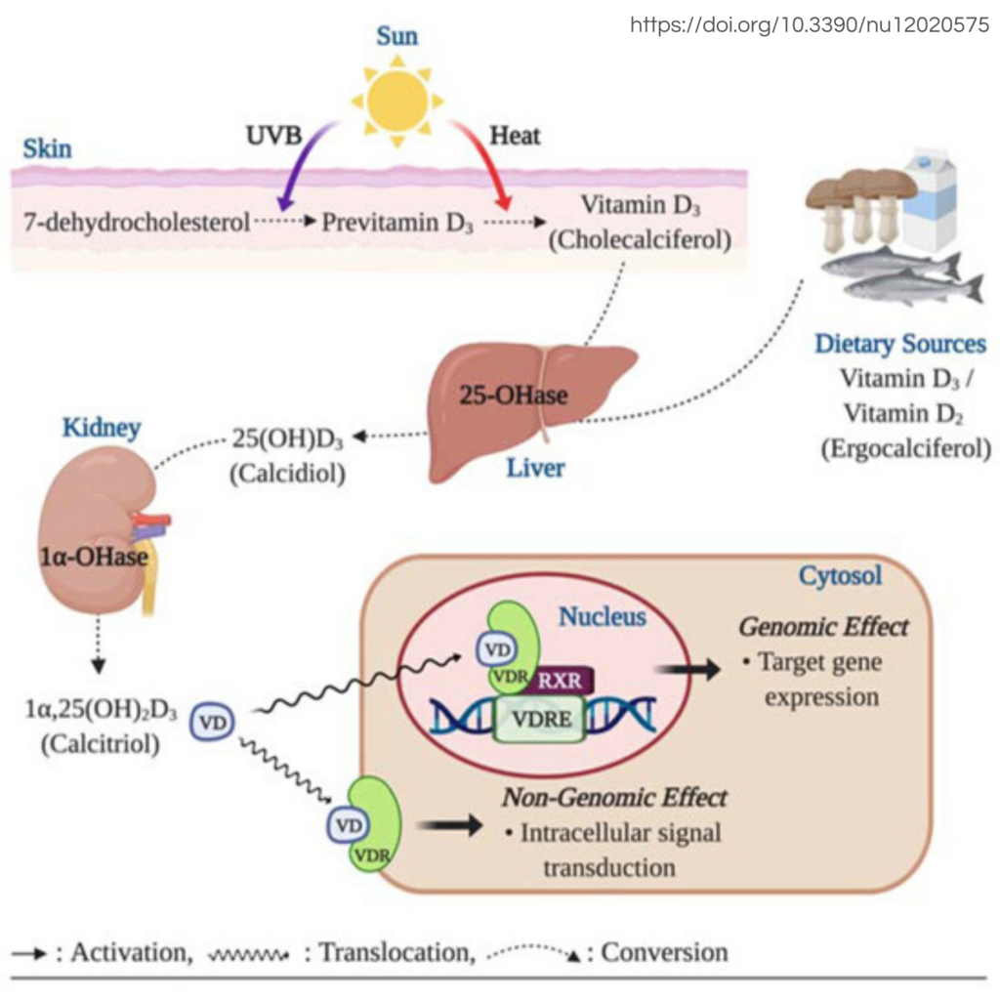 https://doi.org/10.3390/nu12020575
Sun
UVB
Heat
Skin
7-dehydrocholesterol
Previtamin D₃
Vitamin D₃
(Cholecalciferol)
Dietary Sources
Vitamin D₃ /
Vitamin D₂
(Ergocalciferol)
25-OHase
Liver
25(OH)D₃
(Calcidiol)
Kidney
1α-OHase
1α,25(OH)₂D₃
(Calcitriol)
VD
Cytosol
Nucleus
VD
VDR
RXR
VDRE
Genomic Effect
• Target gene
expression
VD
VDR
Non-Genomic Effect
• Intracellular signal
transduction
: Activation, : Translocation, : Conversion